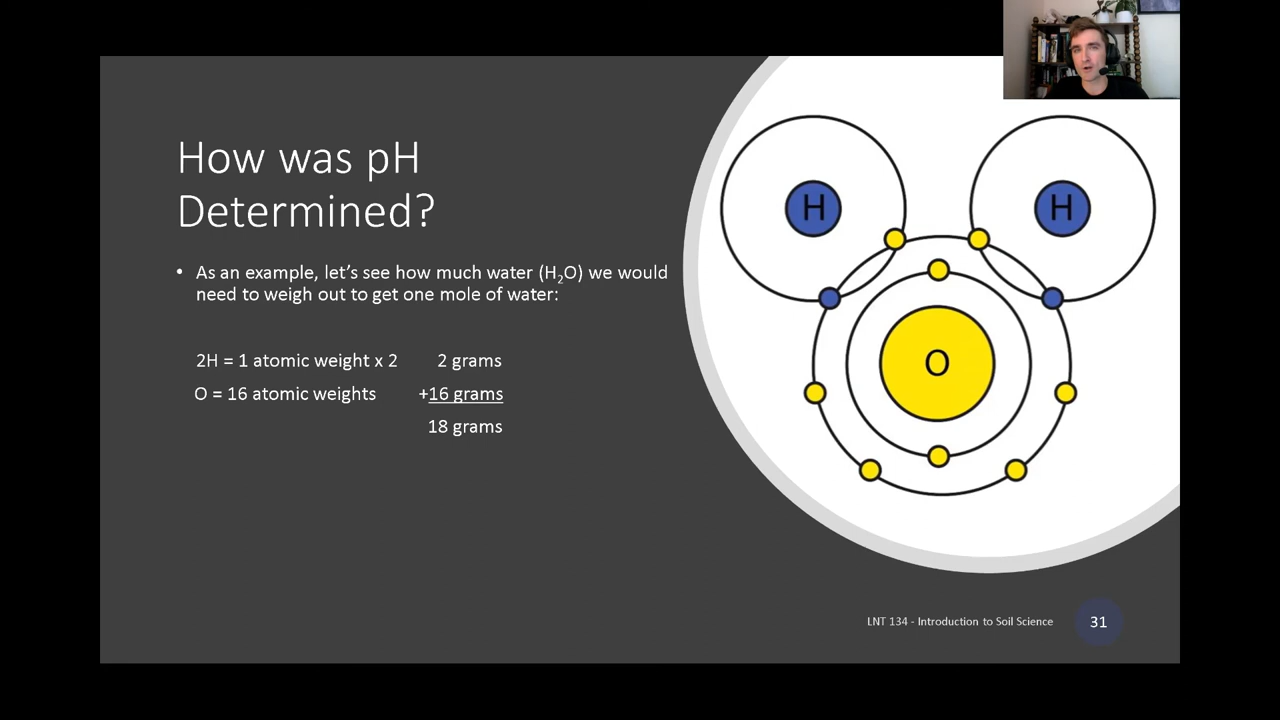 How was pH
Determined?
• As an example, let's see how much water (H₂O) we would
need to weigh out to get one mole of water:
2H = 1 atomic weight x 2 2 grams
O = 16 atomic weights +16 grams
18 grams
H H
O
LNT 134 - Introduction to Soil Science 31